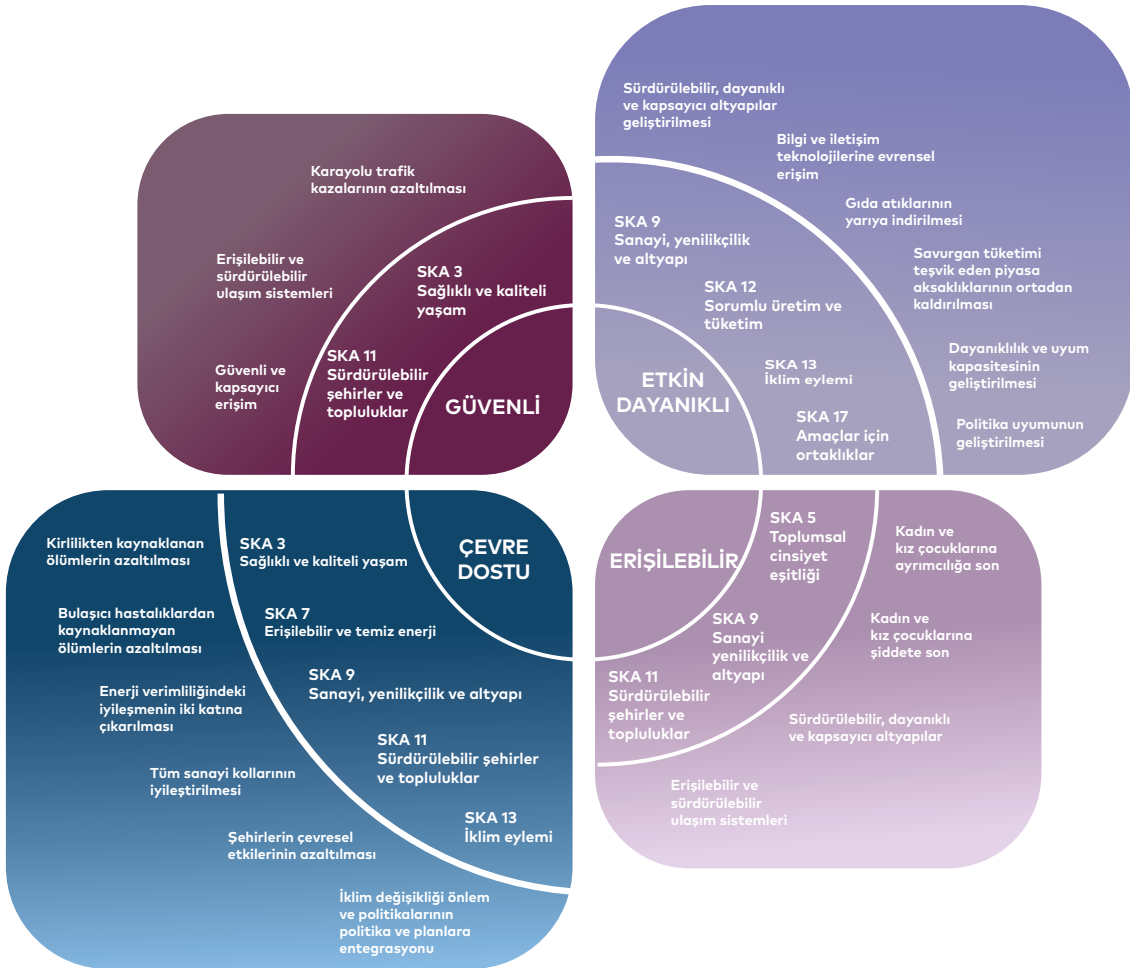 Karayolu trafik
kazalarının azaltılması
Erişilebilir ve
sürdürülebilir
ulaşım sistemleri
Güvenli ve
kapsayıcı
erişim
SKA 3
Sağlıklı ve kaliteli
yaşam
SKA 11
Sürdürülebilir
şehirler ve
topluluklar
GÜVENLİ
Sürdürülebilir, dayanıklı
ve kapsayıcı altyapılar
geliştirilmesi
Bilgi ve iletişim
teknolojilerine evrensel
erişim
Gıda atıklarının
yarıya indirilmesi
Savurgan tüketimi
teşvik eden piyasa
aksaklıklarının ortadan
kaldırılması
Dayanıklılık ve uyum
kapasitesinin
geliştirilmesi
Politika uyumunun
geliştirilmesi
SKA 9
Sanayi, yenilikçilik
ve altyapı
SKA 12
Sorumlu üretim ve
tüketim
SKA 13
İklim eylemi
SKA 17
Amaçlar için
ortaklıklar
ETKİN
DAYANIKLI
ÇEVRE
DOSTU
SKA 3
Sağlıklı ve kaliteli yaşam
SKA 7
Erişilebilir ve temiz enerji
SKA 9
Sanayi, yenilikçilik ve altyapı
SKA 11
Sürdürülebilir şehirler
ve topluluklar
SKA 13
İklim eylemi
Kirlilikten kaynaklanan
ölümlerin azaltılması
Bulaşıcı hastalıklardan
kaynaklanmayan
ölümlerin azaltılması
Enerji verimliliğindeki
iyileşmenin iki katına
çıkarılması
Tüm sanayi kollarının
iyileştirilmesi
Şehirlerin çevresel
etkilerinin azaltılması
İklim değişikliği önlem
ve politikalarının
politika ve planlara
entegrasyonu
ERİŞİLEBİLİR
SKA 5
Toplumsal
cinsiyet
eşitliği
SKA 9
Sanayi
yenilikçilik ve
altyapı
SKA 11
Sürdürülebilir
şehirler ve
topluluklar
Kadın ve
kız çocuklarına
ayrımcılığa son
Kadın ve
kız çocuklarına
şiddete son
Sürdürülebilir, dayanıklı
ve kapsayıcı altyapılar
Erişilebilir ve
sürdürülebilir
ulaşım sistemleri